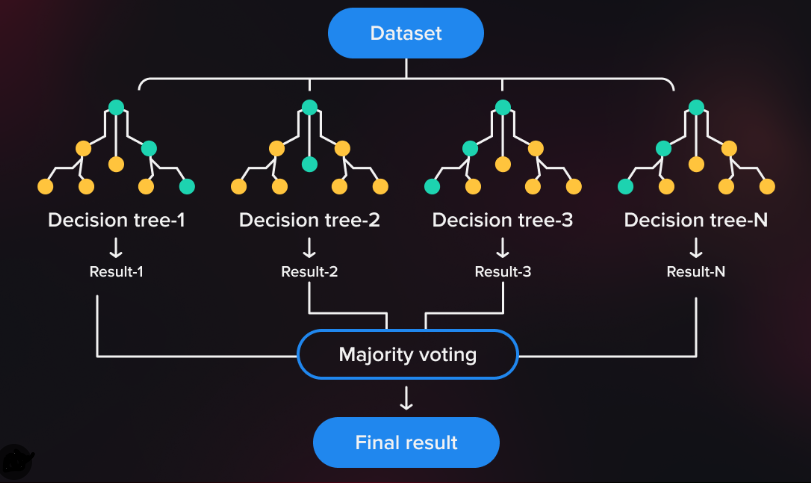 Dataset
Decision tree-1
Decision tree-2
Decision tree-3
Decision tree-N
Result-1
Result-2
Result-3
Result-N
Majority voting
Final result